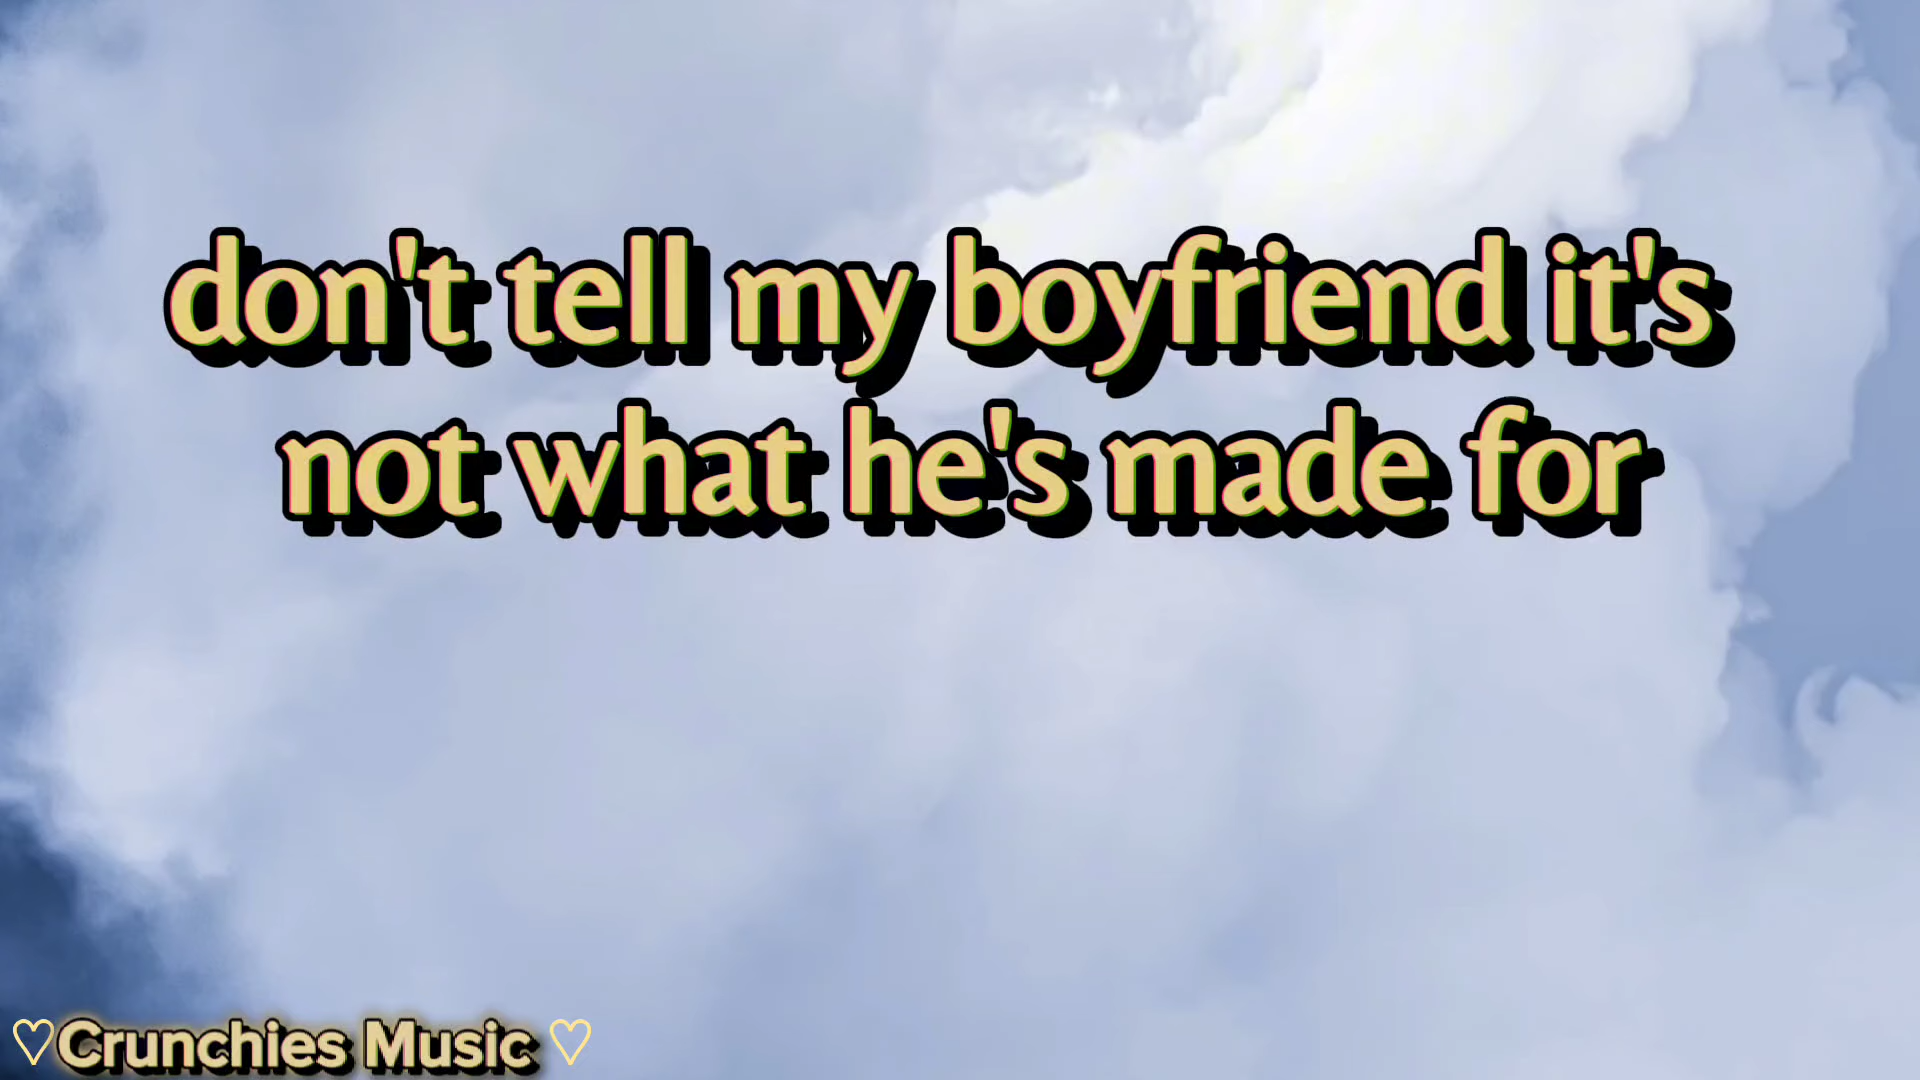 don't tell my boyfriend it's
not what he's made for
♡Crunchies Music ♡